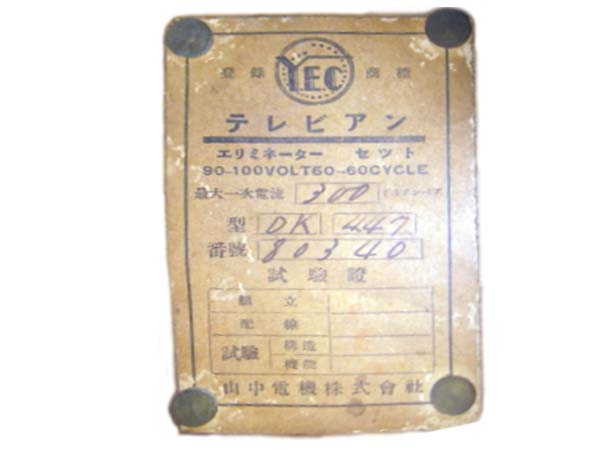 登錄 YEC 商標
テレビアン
エリミネーター セット
90-100VOLT50-60CYCLE
最大一次電流 300 ミリアンペア
型 DK 447
番號 80340
試驗證
組立
配線
試驗 構造
機能
山中電機株式會社